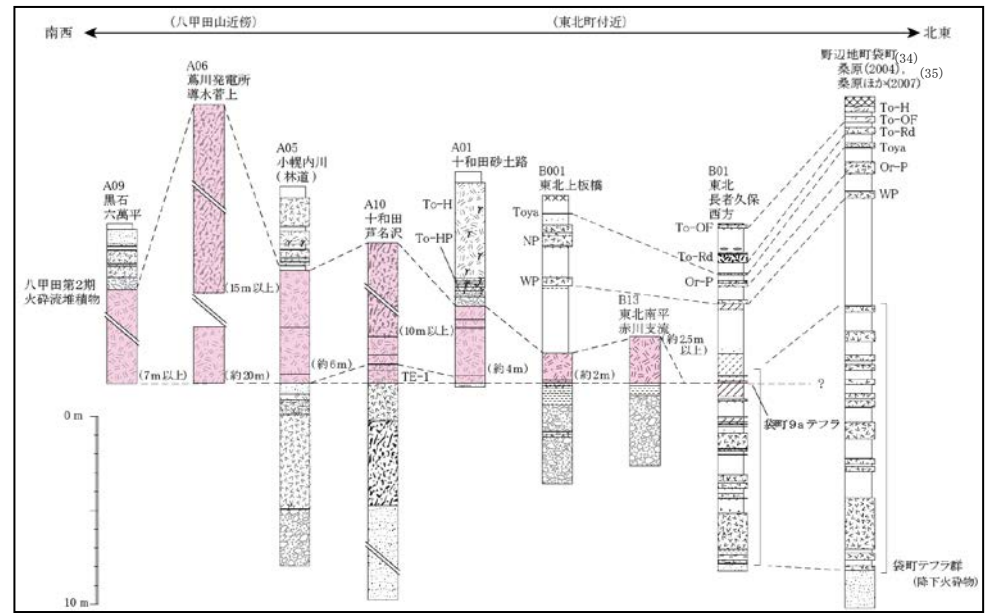 (八甲田山近傍)
(東北町付近)
南西
北東
野辺地町袋町(34)
桑原(2004),
桑原ほか(2007)
(35)
A06
蔦川発電所
導水菅上
A05
小幌内川
(林道)
A01
十和田砂土路
B001
東北上板橋
B01
東北
長者久保
西方
A09
黒石
六萬平
A10
十和田
芦名沢
B13
東北南平
赤川支流
To-H
To-OF
To-Rd
Toya
Or-P
WP
To-H
To-HP
Toya
NP
WP
To-OF
To-Rd
Or-P
八甲田第2期
火砕流堆積物
(15m以上)
(10m以上)
(約2.5m
以上)
(7m以上)
(約20m)
(約6m)
TE-1
(約4m)
(約2m)
?
袋町9aテフラ
0 m
10 m
袋町テフラ群
(降下火砕物)